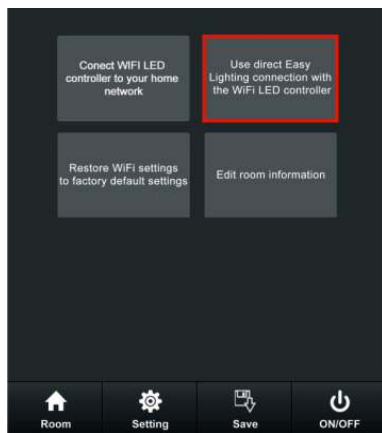 Conect WIFI LED
controller to your home
network
Use direct Easy
Lighting connection with
the WiFi LED controller
Restore WiFi settings
to factory default settings
Edit room information
Room
Setting
Save
ON/OFF